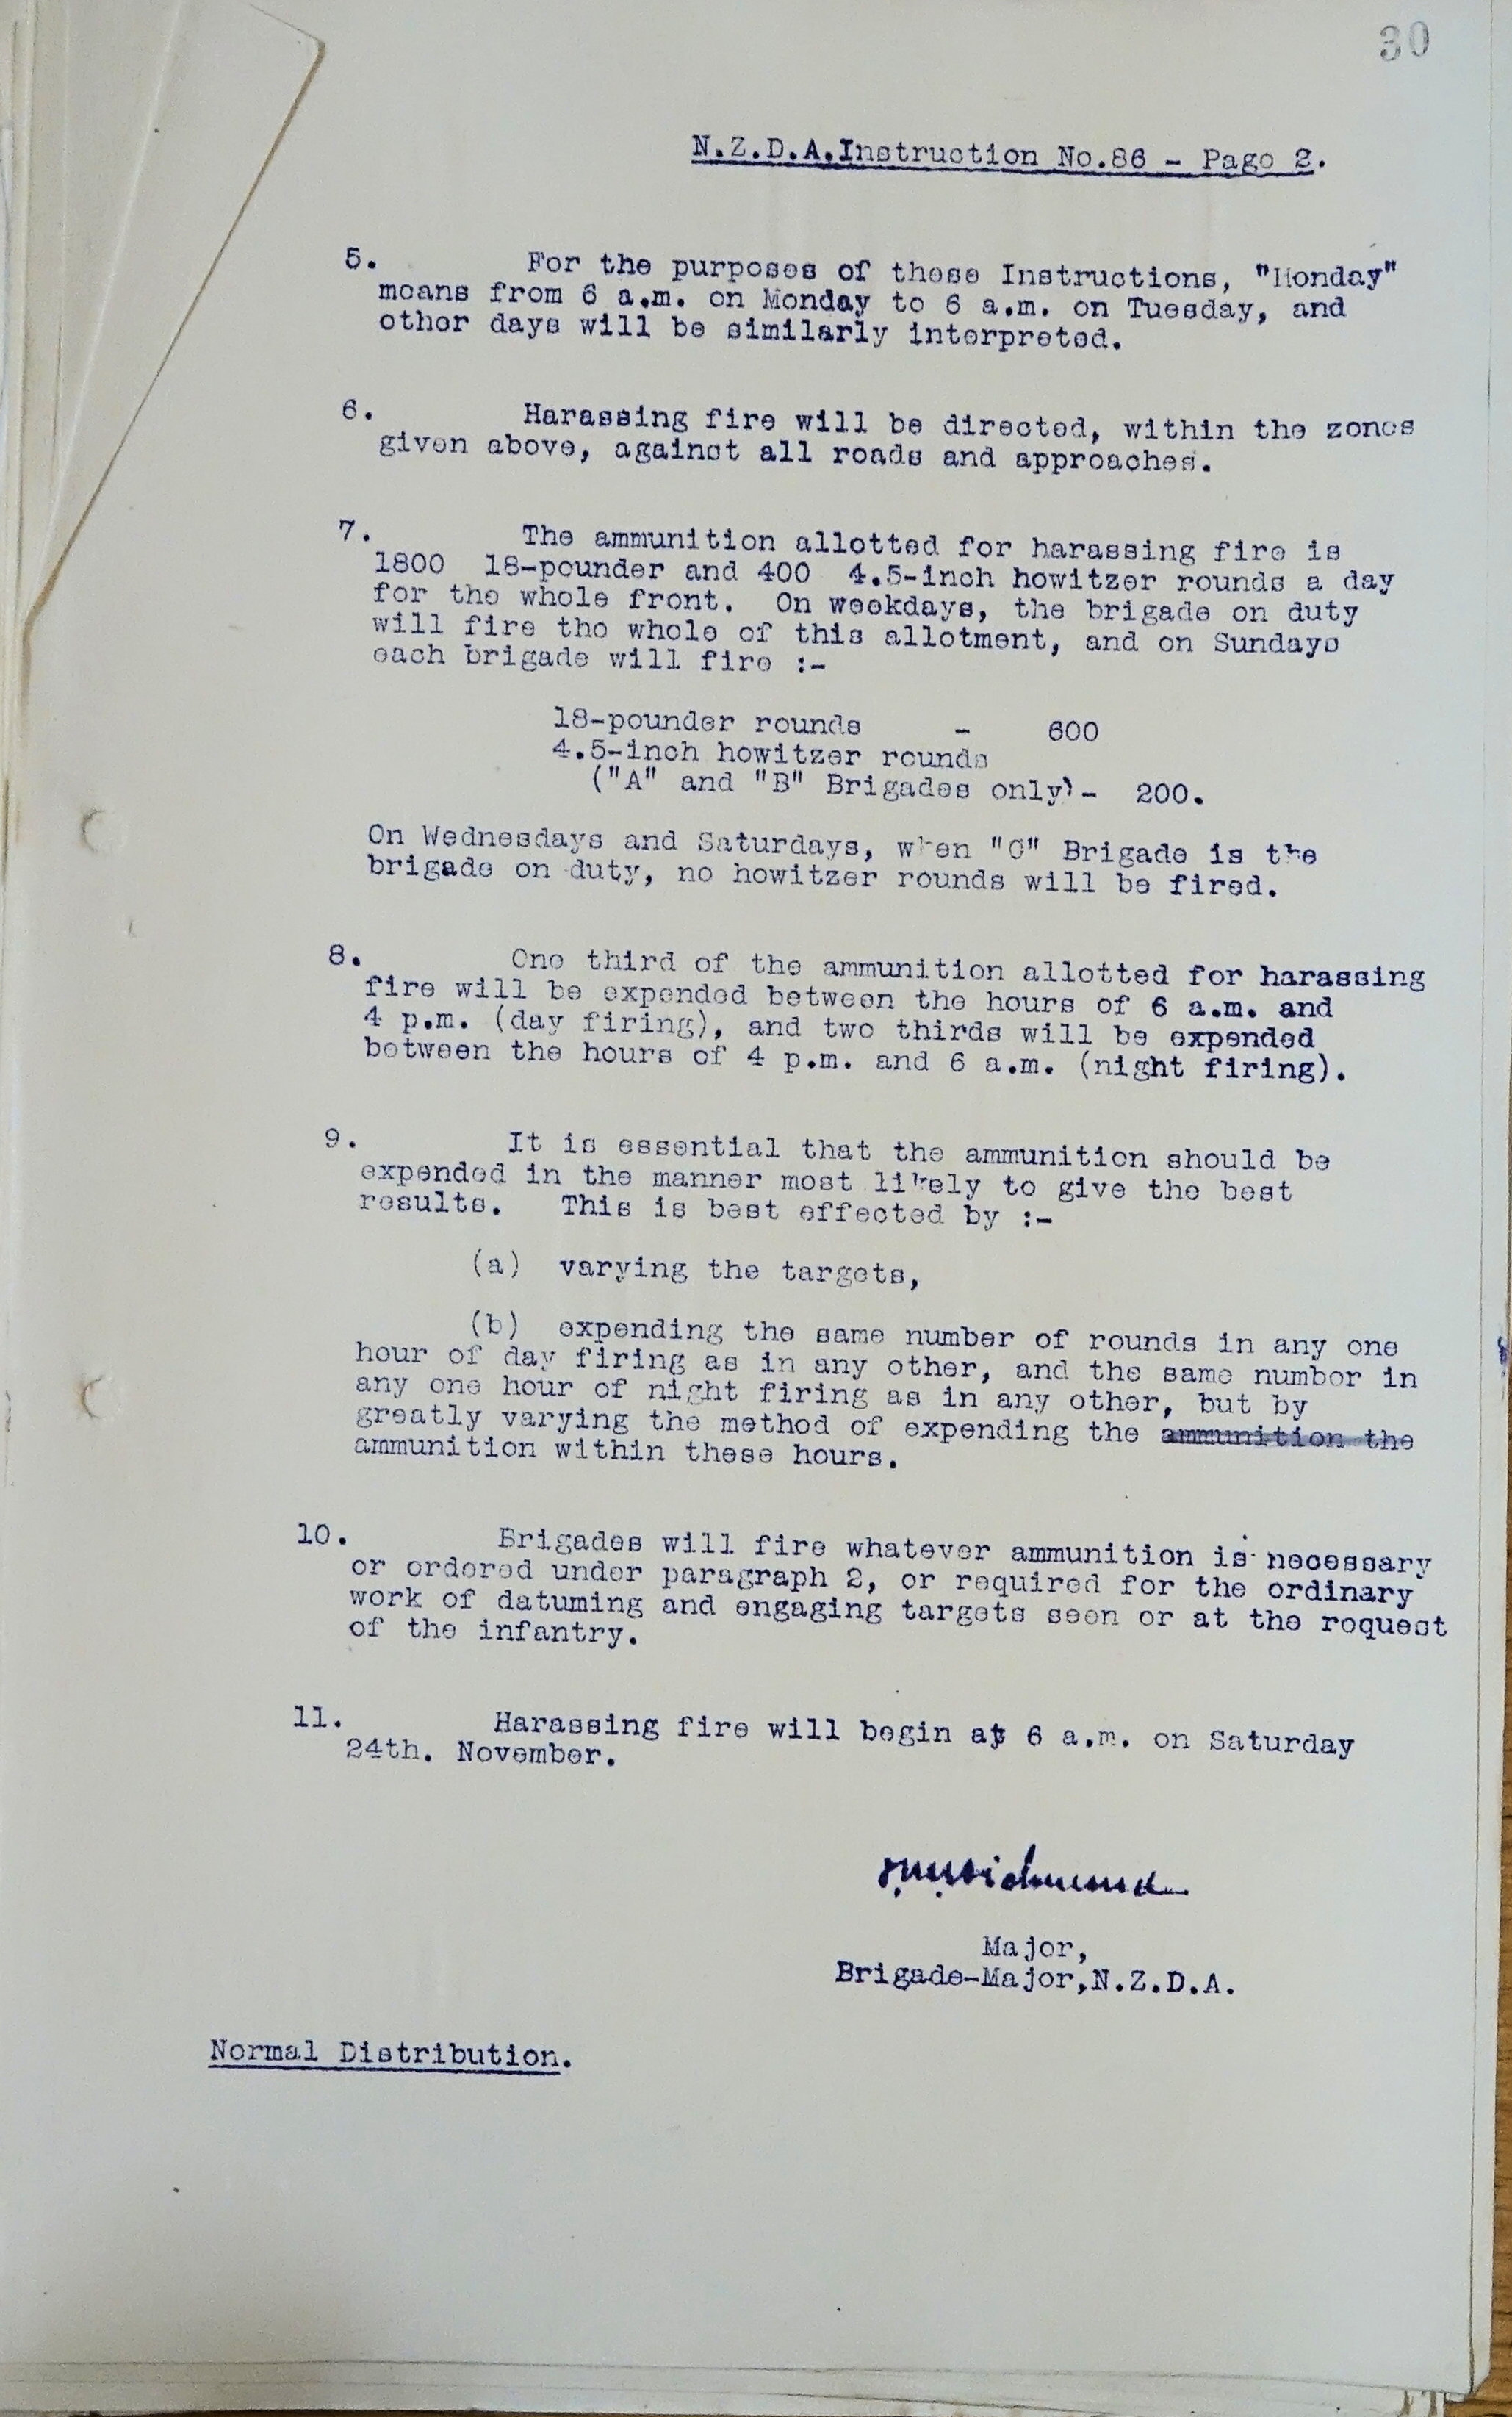 30
N.Z.D.A.Instruction No.86 - Page 2.
5. For the purposes of these Instructions, "Monday"
means from 6 a.m. on Monday to 6 a.m. on Tuesday, and
other days will be similarly interpreted.
6. Harassing fire will be directed, within the zones
given above, against all roads and approaches.
7. The ammunition allotted for harassing fire is
1800 18-pounder and 400 4.5-inch howitzer rounds a day
for the whole front. On weekdays, the brigade on duty
will fire the whole of this allotment, and on Sundays
each brigade will fire :-
18-pounder rounds - 600
4.5-inch howitzer rounds
("A" and "B" Brigades only)- 200.
On Wednesdays and Saturdays, when "C" Brigade is the
brigade on duty, no howitzer rounds will be fired.
8. One third of the ammunition allotted for harassing
fire will be expended between the hours of 6 a.m. and
4 p.m. (day firing), and two thirds will be expended
between the hours of 4 p.m. and 6 a.m. (night firing).
9. It is essential that the ammunition should be
expended in the manner most likely to give the best
results. This is best effected by :-
(a) varying the targets,
(b) expending the same number of rounds in any one
hour of day firing as in any other, and the same number in
any one hour of night firing as in any other, but by
greatly varying the method of expending the ammunition the
ammunition within these hours.
10. Brigades will fire whatever ammunition is necessary
or ordered under paragraph 2, or required for the ordinary
work of datuming and engaging targets seen or at the request
of the infantry.
11. Harassing fire will begin at 6 a.m. on Saturday
24th. November.
Major,
Brigade-Major,N.Z.D.A.
Normal Distribution.